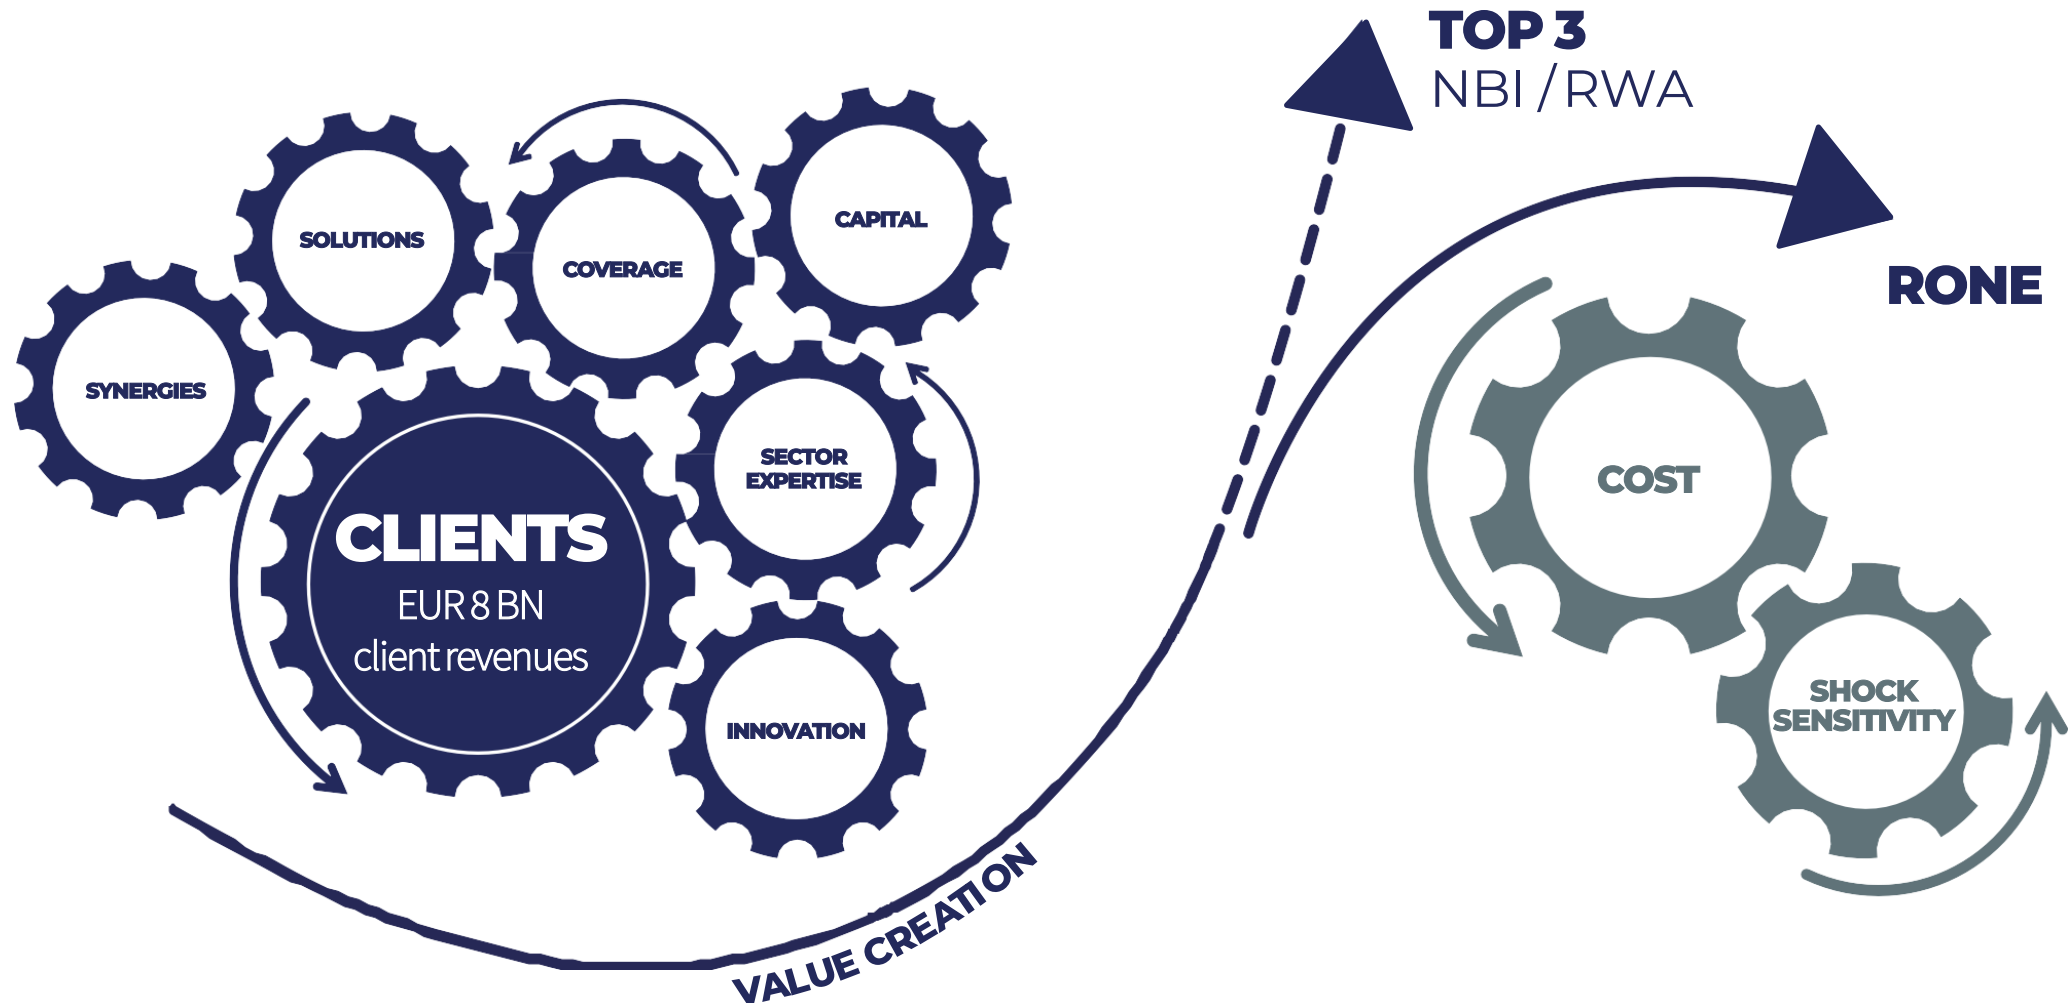 TOP 3
NBI / RWA
CAPITAL
SOLUTIONS
COVERAGE
RONE
SYNERGIES
SECTOR
EXPERTISE
COST
CLIENTS
EUR 8 BN
client revenues
SHOCK
SENSITIVITY
INNOVATION
VALUE CREATION